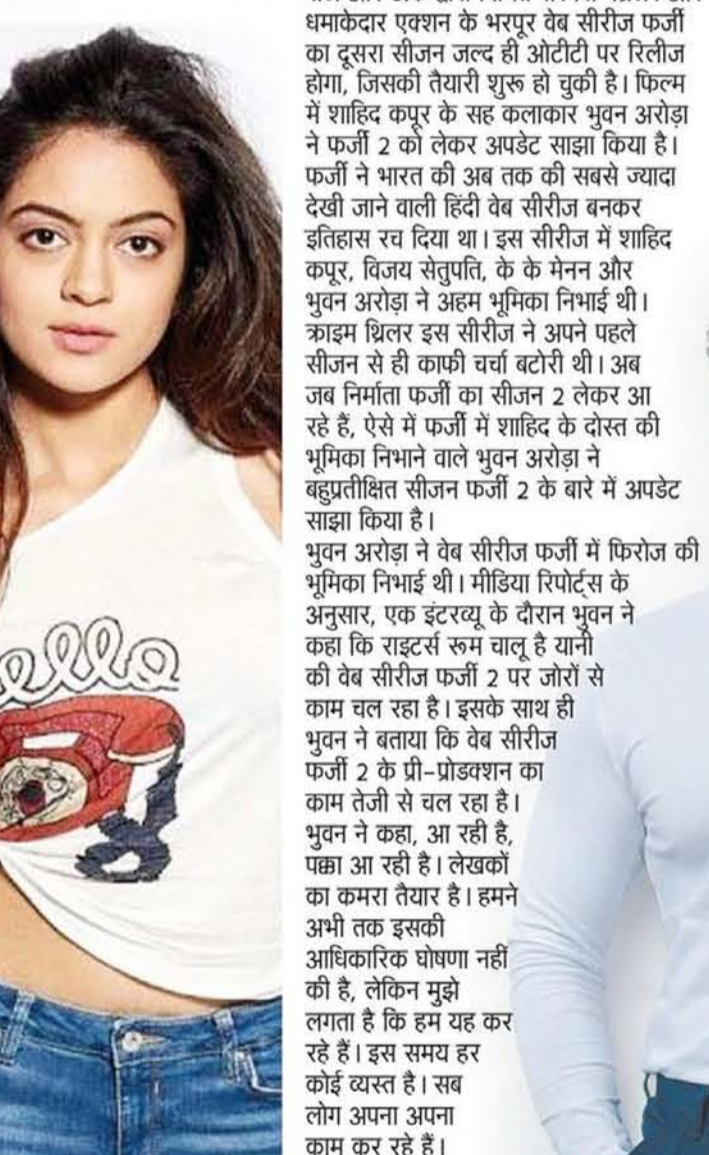 धमाकेदार एक्शन के भरपूर वेब सीरीज फर्जी
का दूसरा सीजन जल्द ही ओटीटी पर रिलीज
होगा, जिसकी तैयारी शुरू हो चुकी है। फिल्म
में शाहिद कपूर के सह कलाकार भुवन अरोड़ा
ने फर्जी 2 को लेकर अपडेट साझा किया है।
फर्जी ने भारत की अब तक की सबसे ज्यादा
देखी जाने वाली हिंदी वेब सीरीज बनकर
इतिहास रच दिया था। इस सीरीज में शाहिद
कपूर, विजय सेतुपति, के के मेनन और
भुवन अरोड़ा ने अहम भूमिका निभाई थी।
क्राइम थ्रिलर इस सीरीज ने अपने पहले
सीजन से ही काफी चर्चा बटोरी थी। अब
जब निर्माता फर्जी का सीजन 2 लेकर आ
रहे हैं, ऐसे में फर्जी में शाहिद के दोस्त की
भूमिका निभाने वाले भुवन अरोड़ा ने
बहुप्रतीक्षित सीजन फर्जी 2 के बारे में अपडेट
साझा किया है।
भुवन अरोड़ा ने वेब सीरीज फर्जी में फिरोज की
भूमिका निभाई थी। मीडिया रिपोर्ट्स के
अनुसार, एक इंटरव्यू के दौरान भुवन ने
कहा कि राइटर्स रूम चालू है यानी
की वेब सीरीज फर्जी 2 पर जोरों से
काम चल रहा है। इसके साथ ही
भुवन ने बताया कि वेब सीरीज
फर्जी 2 के प्री-प्रोडक्शन का
काम तेजी से चल रहा है।
भुवन ने कहा, आ रही है,
पक्का आ रही है। लेखकों
का कमरा तैयार है। हमने
अभी तक इसकी
आधिकारिक घोषणा नहीं
की है, लेकिन मुझे
लगता है कि हम यह कर
रहे हैं। इस समय हर
कोई व्यस्त है। सब
लोग अपना अपना
काम कर रहे हैं।
ello